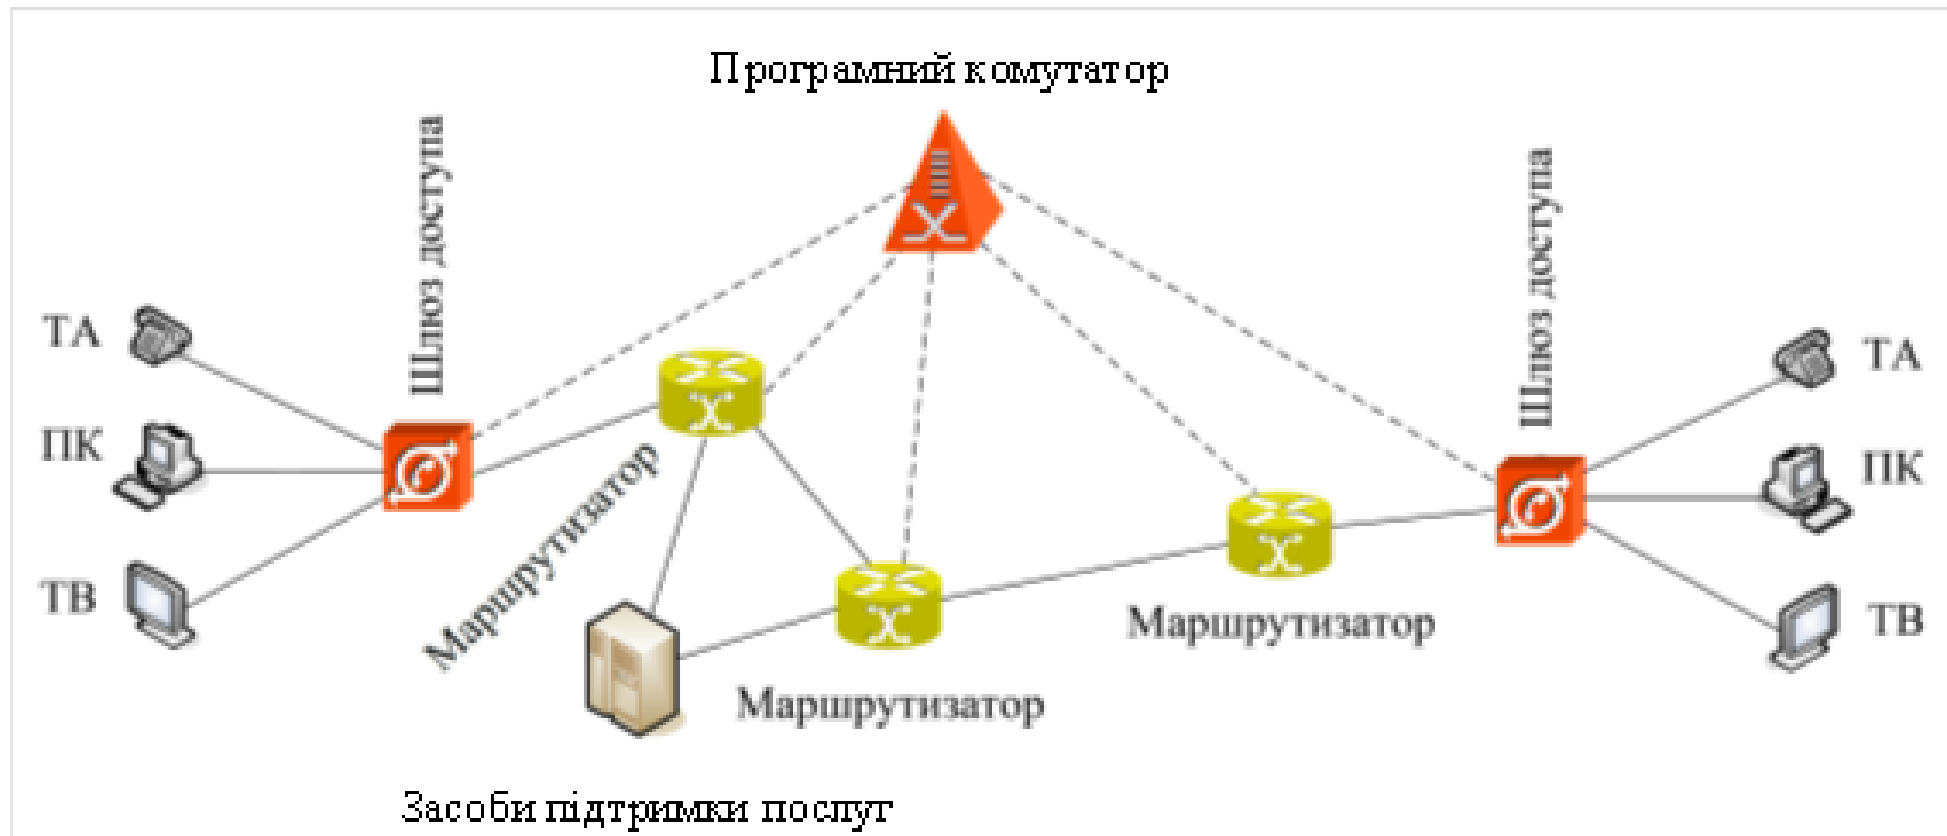 Програмний комутатор
Шлюз доступа
Шлюз доступа
ТА
ТА
ПК
ПК
Маршрутизатор
ТВ
ТВ
Маршрутизатор
Маршрутизатор
Засоби підтримки послуг